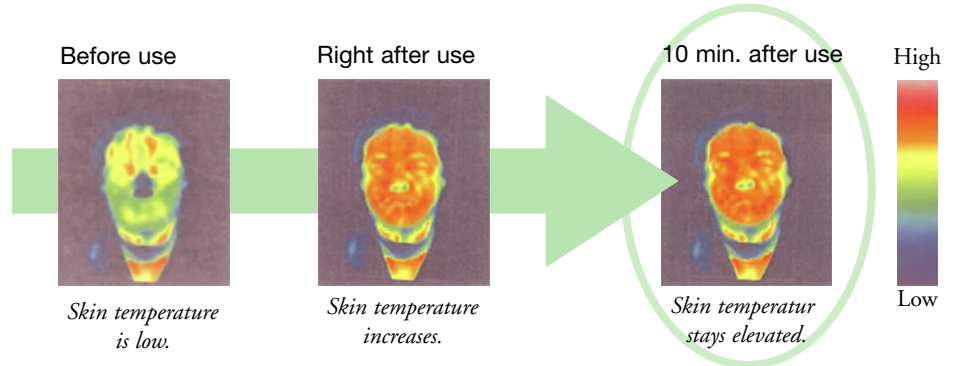 Before use
Right after use
10 min. after use
High
Skin temperature
is low.
Skin temperature
increases.
Skin temperatur
stays elevated.
Low